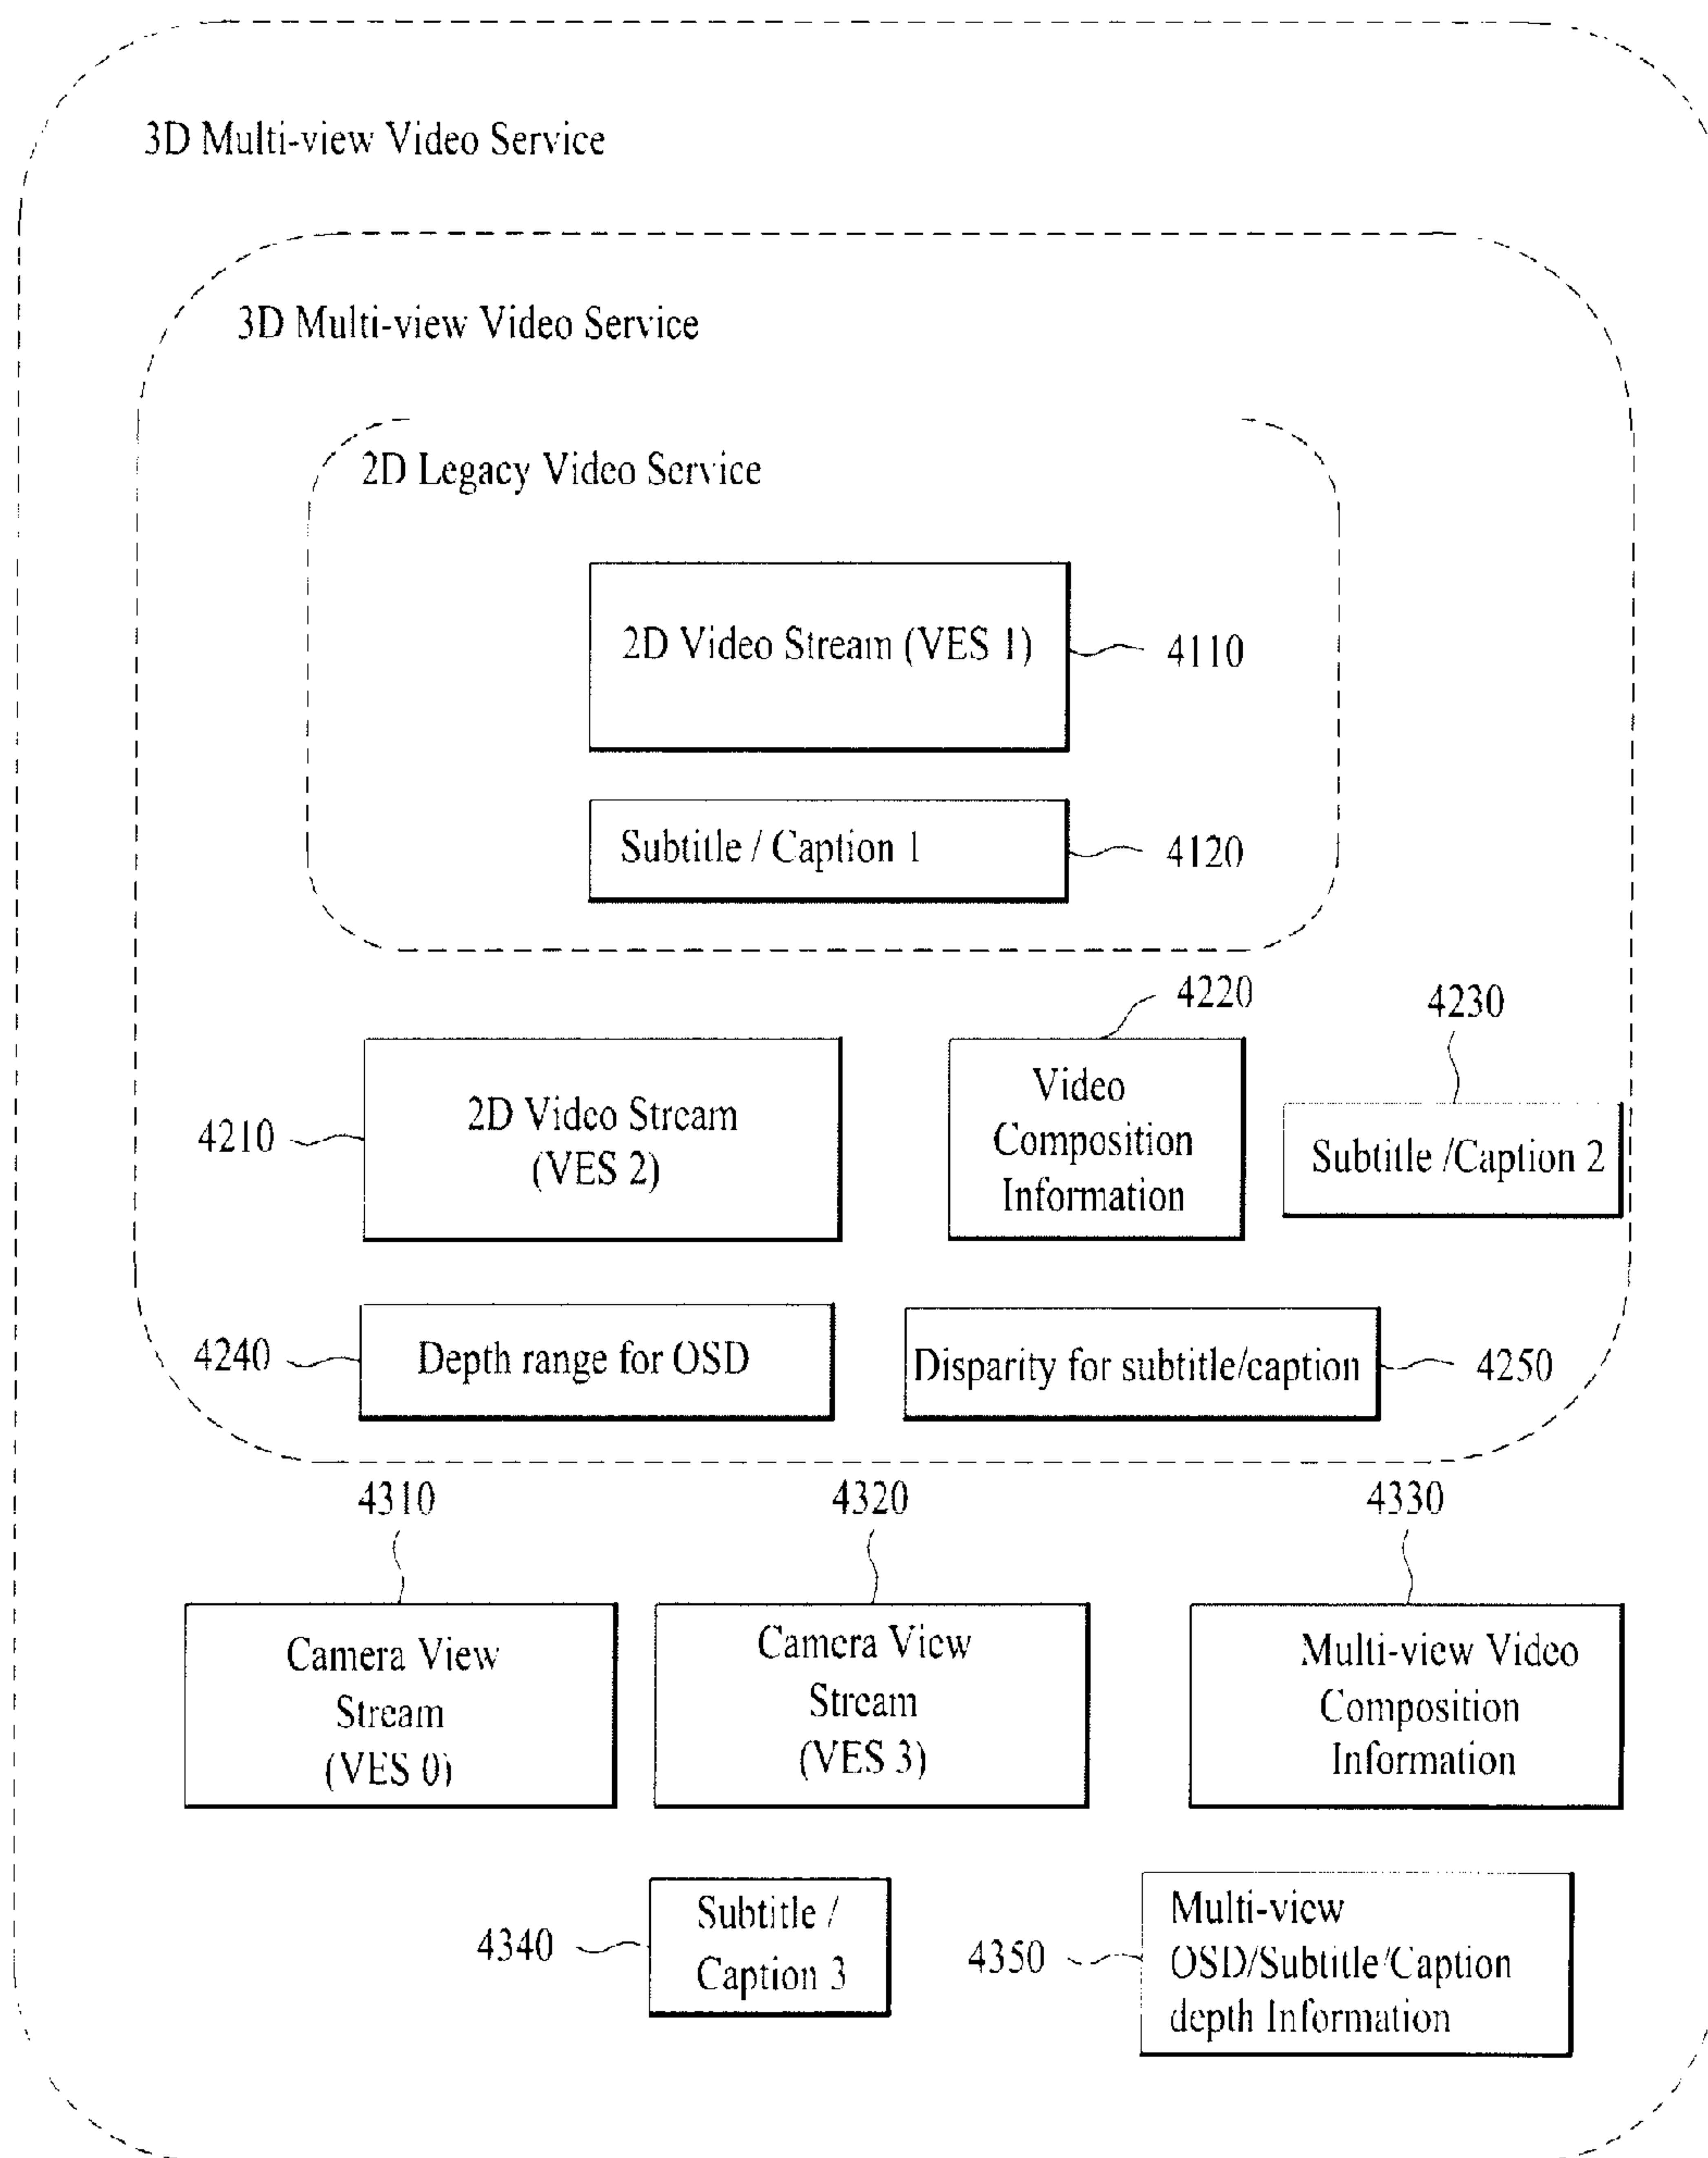 3D Multi-view Video Service
3D Multi-view Video Service
2D Legacy Video Service
2D Video Stream (VES 1)
4110
Subtitle / Caption 1
4120
4220
4230
4210
2D Video Stream
(VES 2)
Video
Composition
Information
Subtitle /Caption 2
4240
Depth range for OSD
Disparity for subtitle/caption
4250
4310
4320
4330
Camera View
Stream
(VES 0)
Camera View
Stream
(VES 3)
Multi-view Video
Composition
Information
4340
Subtitle /
Caption 3
4350
Multi-view
OSD/Subtitle/Caption
depth Information